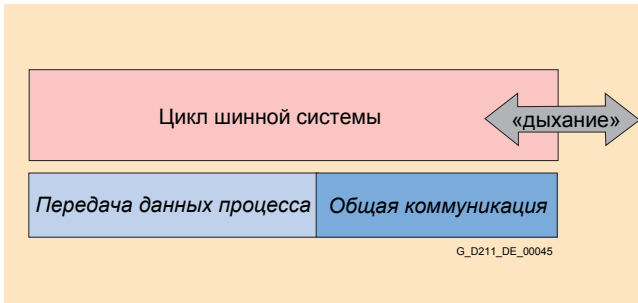 Цикл шинной системы
«дыхание»
Передача данных процесса
Общая коммуникация
G_D211_DE_00045